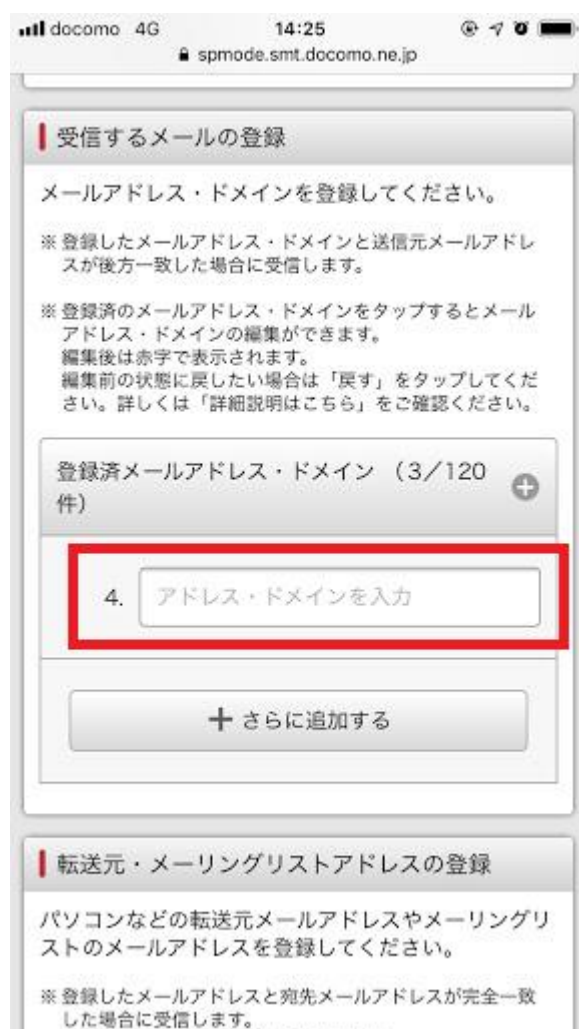 docomo 4G 14:25
spmode.smt.docomo.ne.jp
受信するメールの登録
メールアドレス・ドメインを登録してください。
※ 登録したメールアドレス・ドメインと送信元メールアドレ
スが後方一致した場合に受信します。
※ 登録済のメールアドレス・ドメインをタップするとメール
アドレス・ドメインの編集ができます。
編集後は赤字で表示されます。
編集前の状態に戻したい場合は「戻す」をタップしてくだ
さい。詳しくは「詳細説明はこちら」をご確認ください。
登録済メールアドレス・ドメイン （3/120
件）
4. アドレス・ドメインを入力
＋ さらに追加する
転送元・メーリングリストアドレスの登録
パソコンなどの転送元メールアドレスやメーリングリ
ストのメールアドレスを登録してください。
※ 登録したメールアドレスと宛先メールアドレスが完全一致
した場合に受信します。